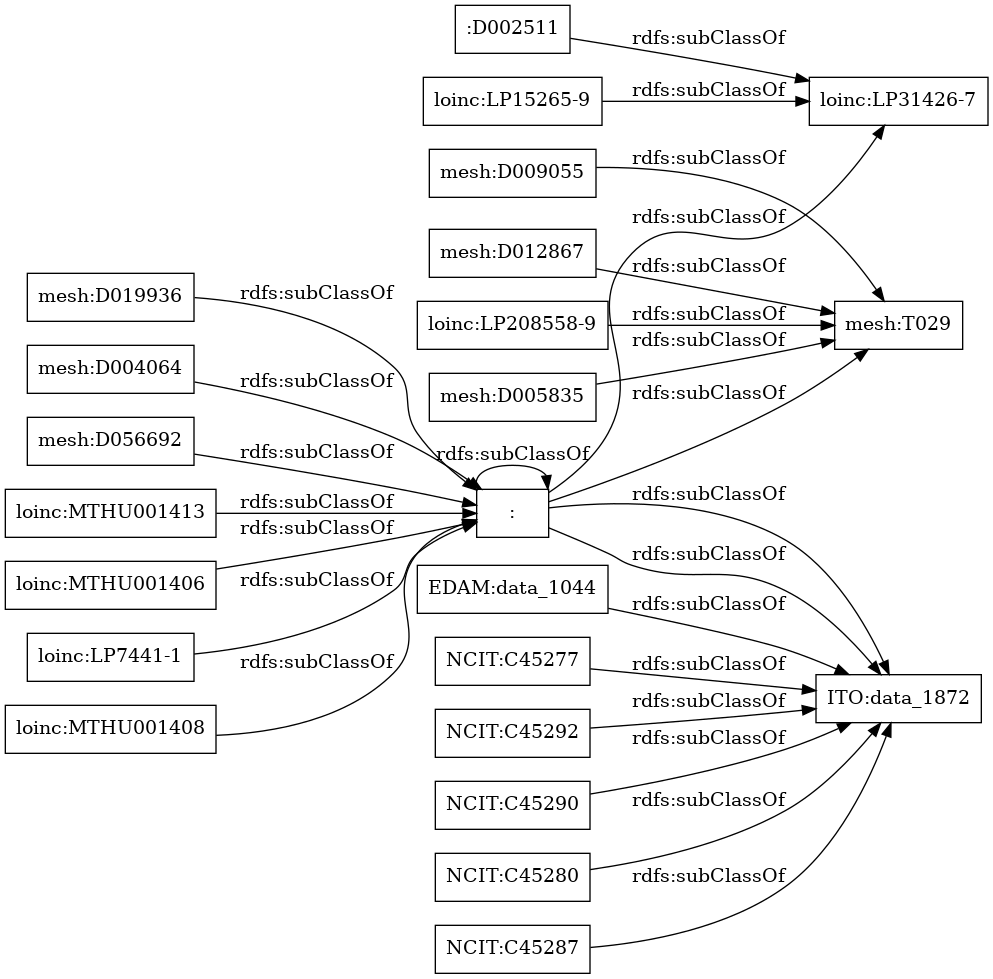 :D002511
rdfs:subClassOf
loinc:LP15265-9
rdfs:subClassOf
loinc:LP31426-7
mesh:D009055
rdfs:subClassOf
rdfs:subClassOf
mesh:D012867
rdfs:subClassOf
mesh:D019936
rdfs:subClassOf
loinc:LP208558-9
rdfs:subClassOf
mesh:T029
rdfs:subClassOf
mesh:D004064
rdfs:subClassOf
mesh:D005835
rdfs:subClassOf
mesh:D056692
rdfs:subClassOf
rdfs:subClassOf
loinc:MTHU001413
rdfs:subClassOf
:
rdfs:subClassOf
rdfs:subClassOf
loinc:MTHU001406
rdfs:subClassOf
rdfs:subClassOf
EDAM:data_1044
rdfs:subClassOf
loinc:LP7441-1
rdfs:subClassOf
NCIT:C45277
rdfs:subClassOf
ITO:data_1872
loinc:MTHU001408
NCIT:C45292
rdfs:subClassOf
rdfs:subClassOf
NCIT:C45290
rdfs:subClassOf
NCIT:C45280
rdfs:subClassOf
NCIT:C45287